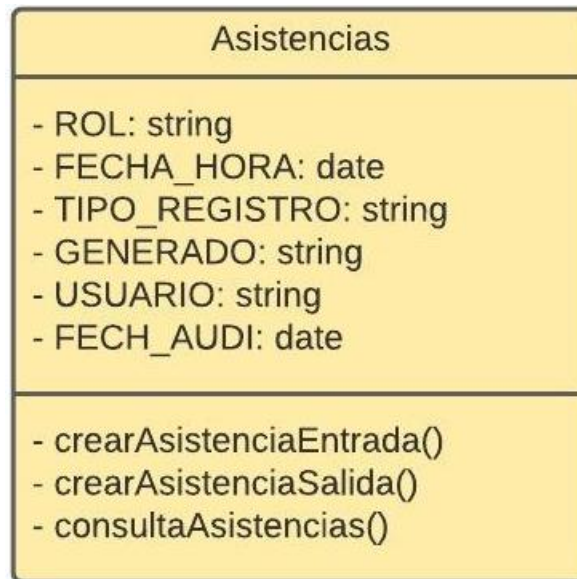 Asistencias
- ROL: string
- FECHA_HORA: date
- TIPO_REGISTRO: string
- GENERADO: string
- USUARIO: string
- FECH_AUDI: date
- crearAsistenciaEntrada()
- crearAsistenciaSalida()
- consultaAsistencias()